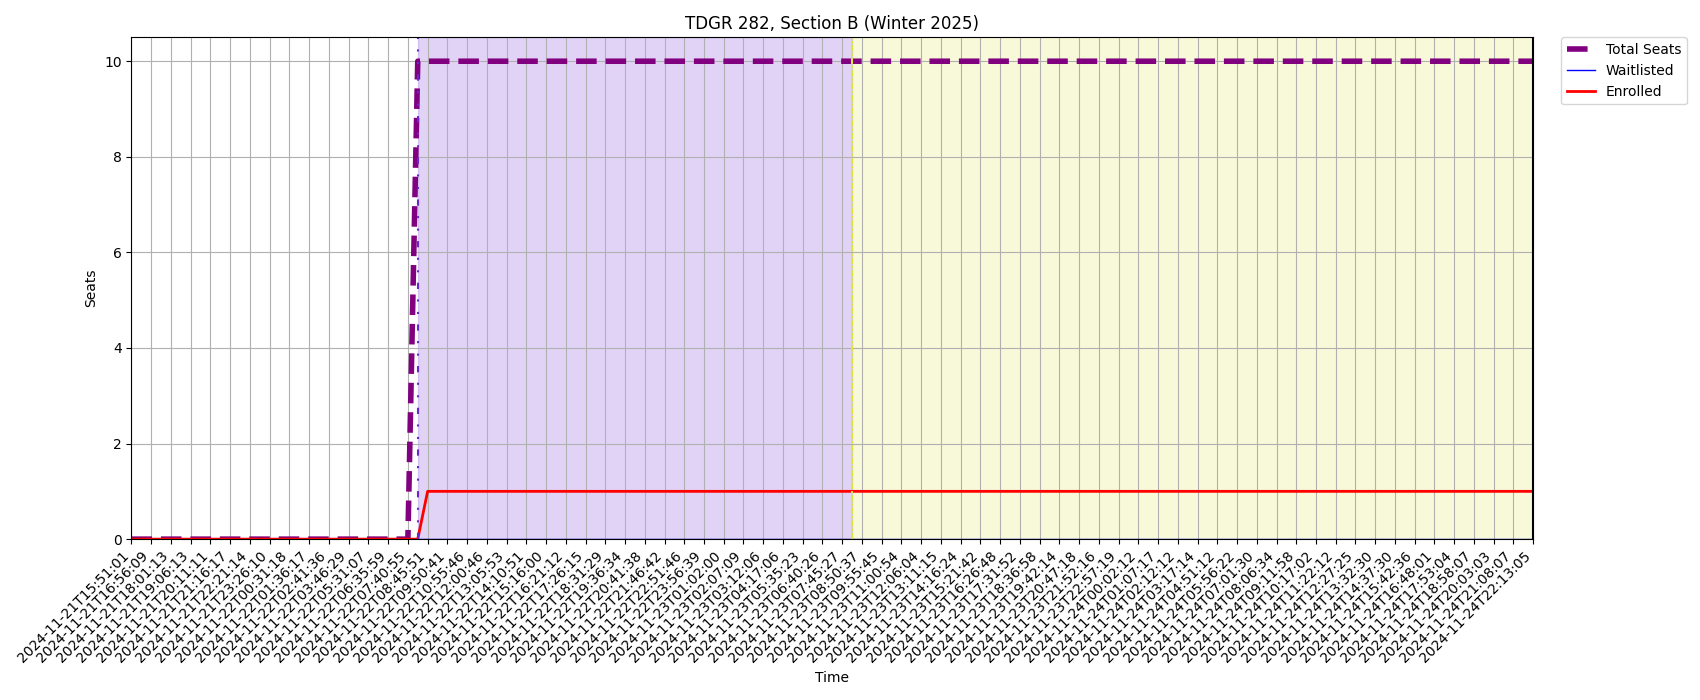 TDGR 282, Section B (Winter 2025)
Total Seats
Waitlisted
Enrolled
10
8
6
4
2
0
Seats
2024-11-21T15:51:01
2024-11-21T16:56:09
2024-11-21T18:01:13
2024-11-21T19:06:13
2024-11-21T20:11:11
2024-11-21T21:16:17
2024-11-21T22:21:14
2024-11-21T23:26:10
2024-11-22T00:31:18
2024-11-22T01:36:17
2024-11-22T02:41:36
2024-11-22T03:46:29
2024-11-22T05:31:07
2024-11-22T06:35:59
2024-11-22T07:40:55
2024-11-22T08:45:51
2024-11-22T09:50:41
2024-11-22T10:55:46
2024-11-22T12:00:46
2024-11-22T13:05:53
2024-11-22T14:10:51
2024-11-22T15:16:00
2024-11-22T16:21:12
2024-11-22T17:26:15
2024-11-22T18:31:29
2024-11-22T19:36:34
2024-11-22T20:41:38
2024-11-22T21:46:42
2024-11-22T22:51:46
2024-11-22T23:56:39
2024-11-23T01:02:00
2024-11-23T02:07:09
2024-11-23T03:12:06
2024-11-23T04:17:06
2024-11-23T05:35:23
2024-11-23T06:40:26
2024-11-23T07:45:27
2024-11-23T08:50:37
2024-11-23T09:55:45
2024-11-23T11:00:54
2024-11-23T12:06:04
2024-11-23T13:11:15
2024-11-23T14:16:24
2024-11-23T15:21:42
2024-11-23T16:26:48
2024-11-23T17:31:52
2024-11-23T18:36:58
2024-11-23T19:42:14
2024-11-23T20:47:18
2024-11-23T21:52:16
2024-11-23T22:57:19
2024-11-24T00:02:12
2024-11-24T01:07:17
2024-11-24T02:12:12
2024-11-24T03:17:14
2024-11-24T04:51:12
2024-11-24T05:56:22
2024-11-24T07:01:30
2024-11-24T08:06:34
2024-11-24T09:11:58
2024-11-24T10:17:02
2024-11-24T11:22:12
2024-11-24T12:27:25
2024-11-24T13:32:30
2024-11-24T14:37:30
2024-11-24T15:42:36
2024-11-24T16:48:01
2024-11-24T17:53:04
2024-11-24T18:58:07
2024-11-24T20:03:03
2024-11-24T21:08:07
2024-11-24T22:13:05
Time